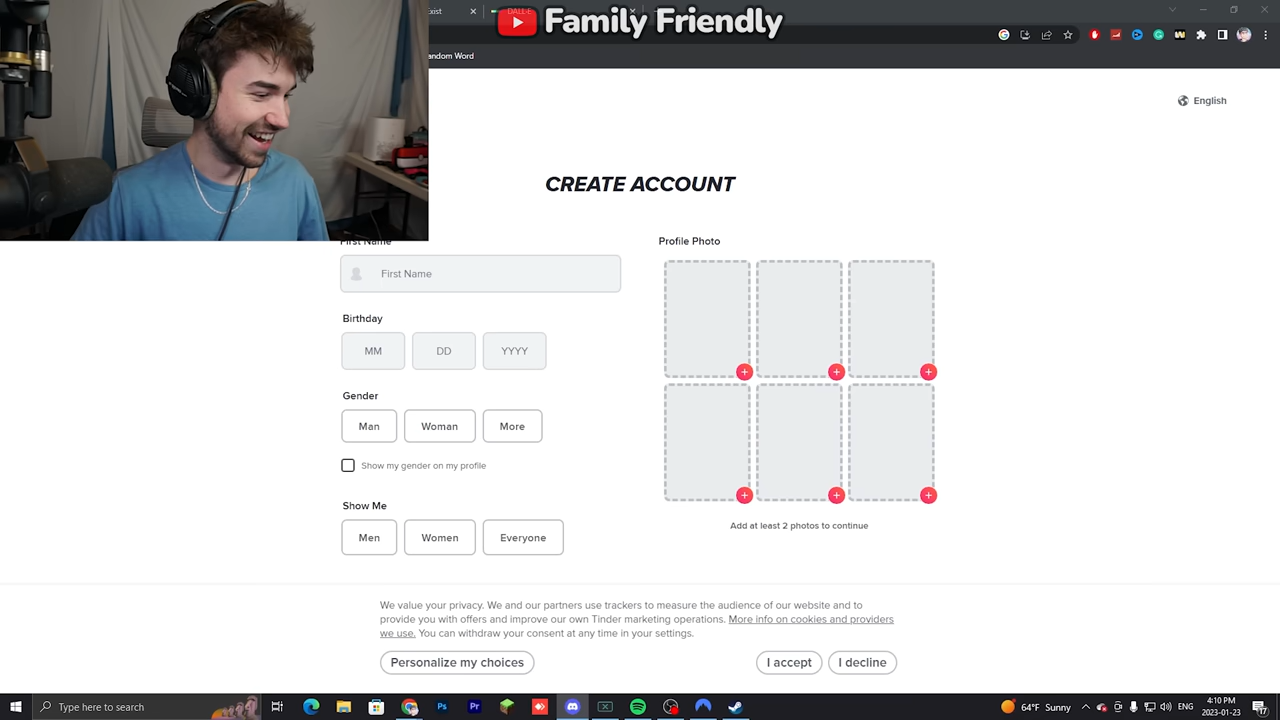 Family Friendly
xist
DALL·E
andom Word
English
CREATE ACCOUNT
First Name
First Name
Birthday
MM DD YYYY
Gender
Man Woman More
Show my gender on my profile
Show Me
Men Women Everyone
Profile Photo
Add at least 2 photos to continue
We value your privacy. We and our partners use trackers to measure the audience of our website and to
provide you with offers and improve our own Tinder marketing operations. More info on cookies and providers
we use. You can withdraw your consent at any time in your settings.
Personalize my choices I accept I decline
Type here to search
64°F Sunny
ENG
4:10 PM
2023-01-23